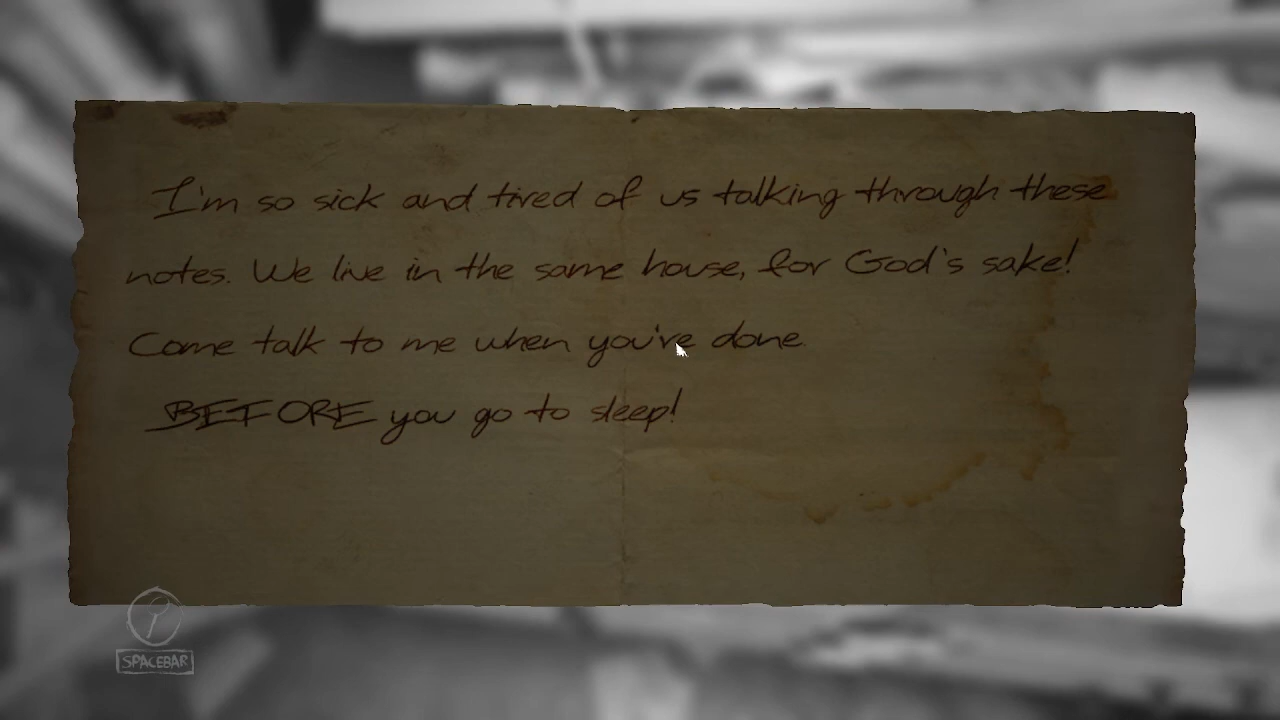 I'm so sick and tired of us talking through these
notes. We live in the same house, for God's sake!
Come talk to me when you're done.
BEFORE you go to sleep!
SPACEBAR